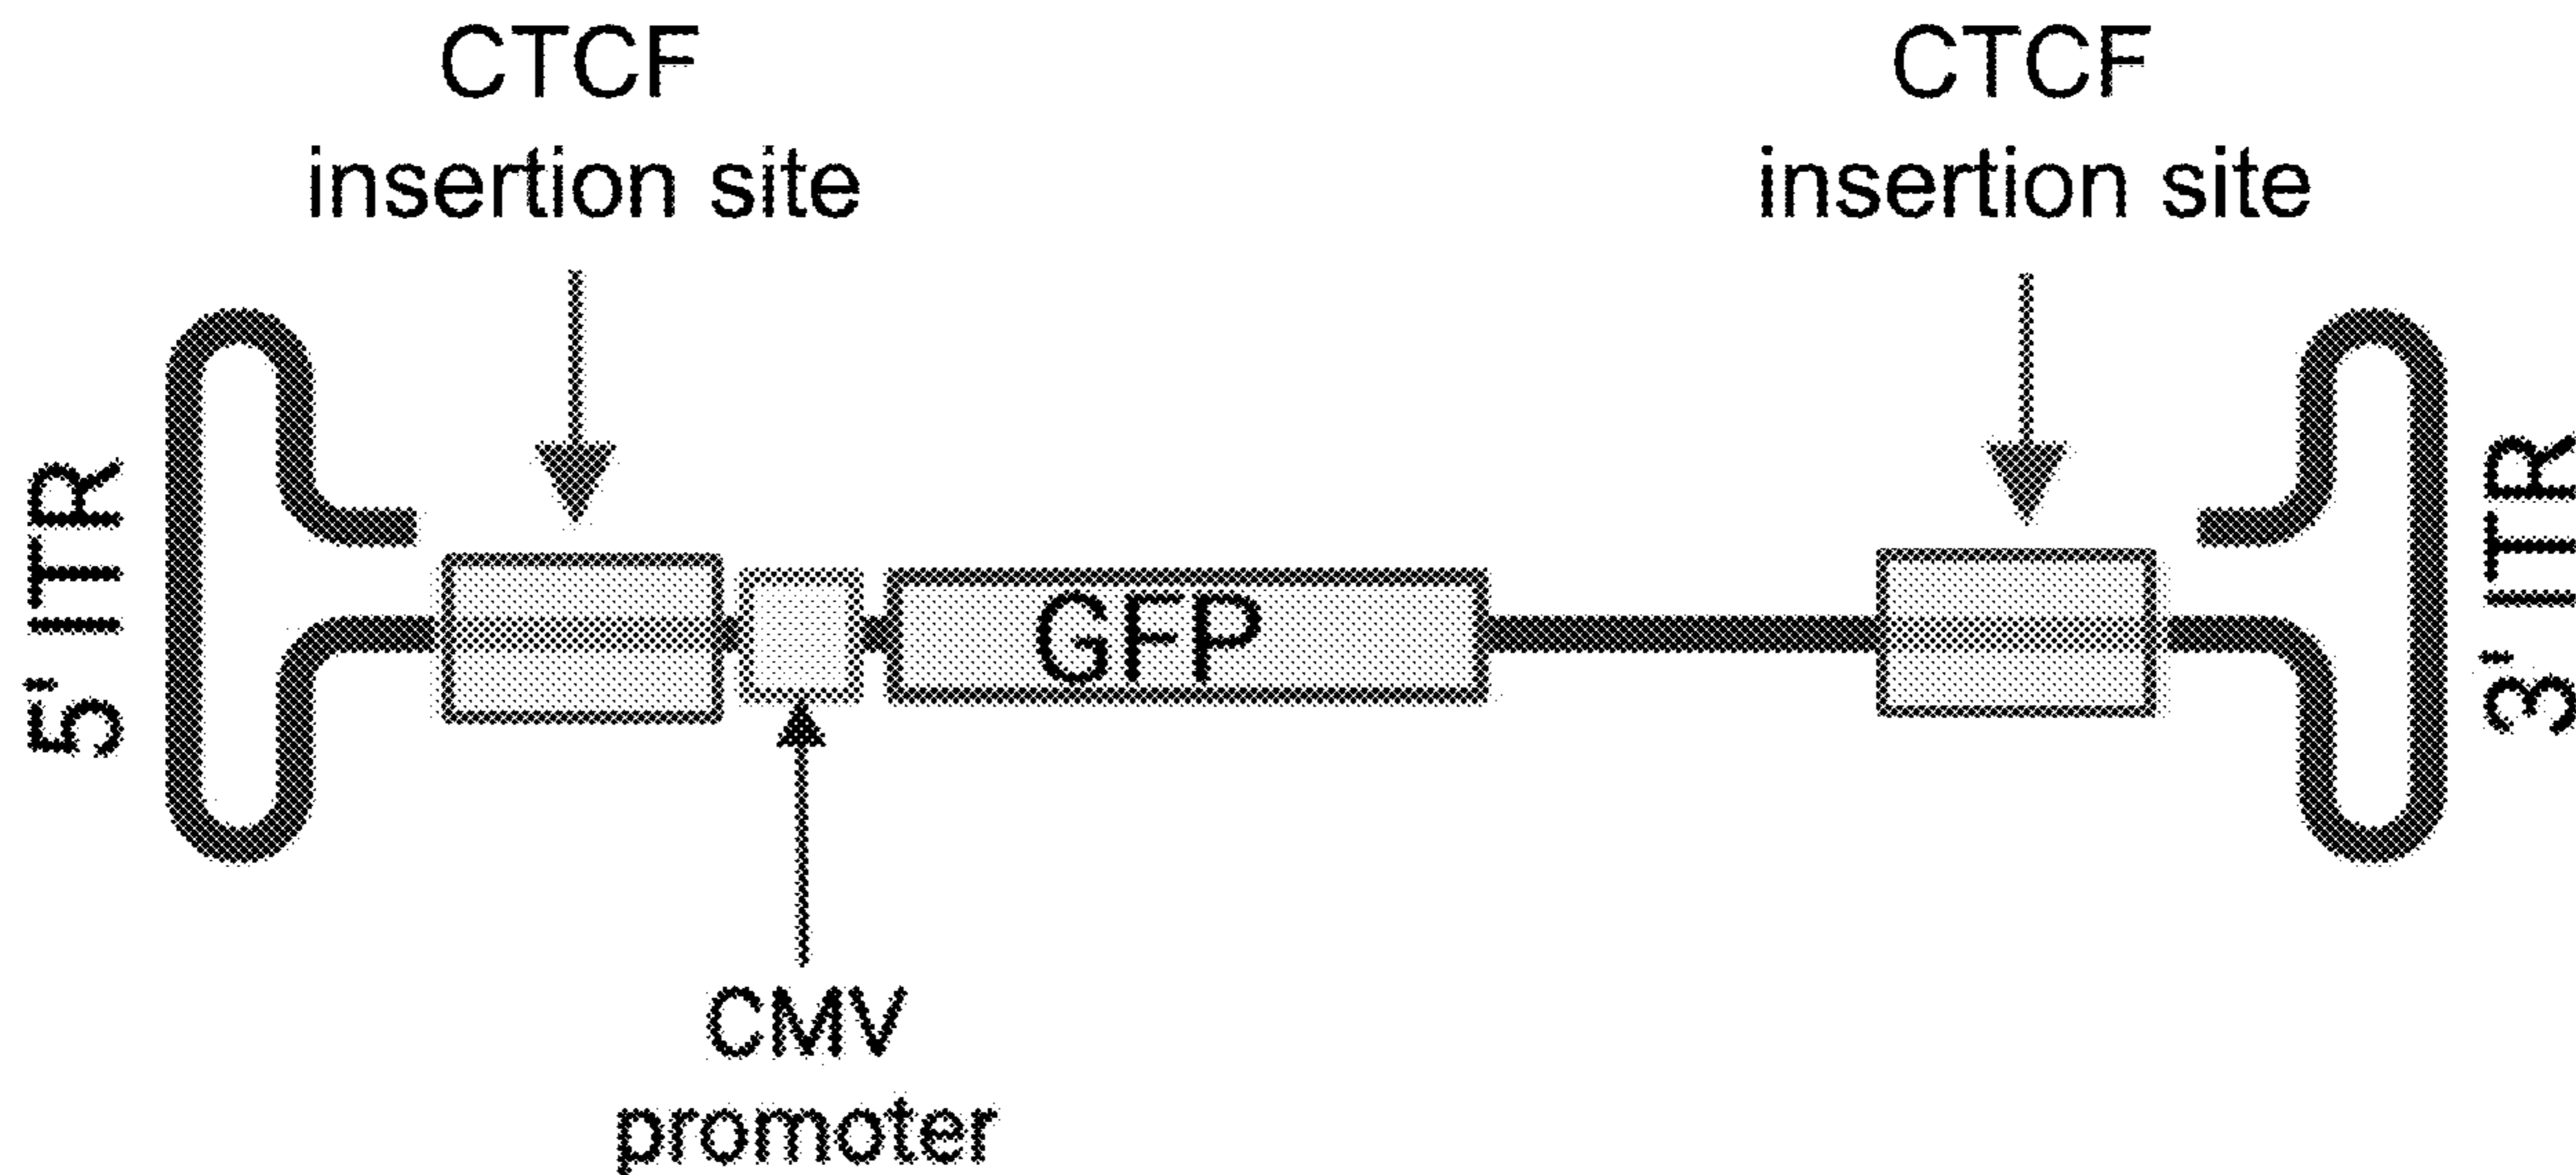 CTCF
insertion site
CTCF
insertion site
5' ITR
GFP
3' ITR
CMV
promoter